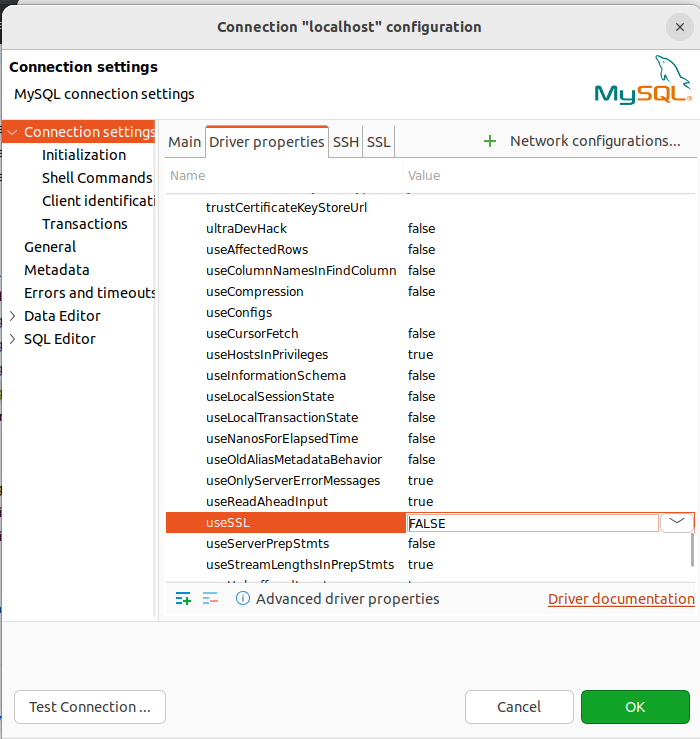 Connection "localhost" configuration
Connection settings
MySQL connection settings
MySQL®
Connection settings
Initialization
Shell Commands
Client identificati
Transactions
General
Metadata
Errors and timeouts
Data Editor
SQL Editor
Main Driver properties SSH SSL Network configurations...
Name Value
trustCertificateKeyStoreUrl
ultraDevHack false
useAffectedRows false
useColumnNamesInFindColumn false
useCompression false
useConfigs
useCursorFetch false
useHostsInPrivileges true
useInformationSchema false
useLocalSessionState false
useLocalTransactionState false
useNanosForElapsedTime false
useOldAliasMetadataBehavior false
useOnlyServerErrorMessages true
useReadAheadInput true
useSSL FALSE
useServerPrepStmts false
useStreamLengthsInPrepStmts true
Advanced driver properties Driver documentation
Test Connection ... Cancel OK